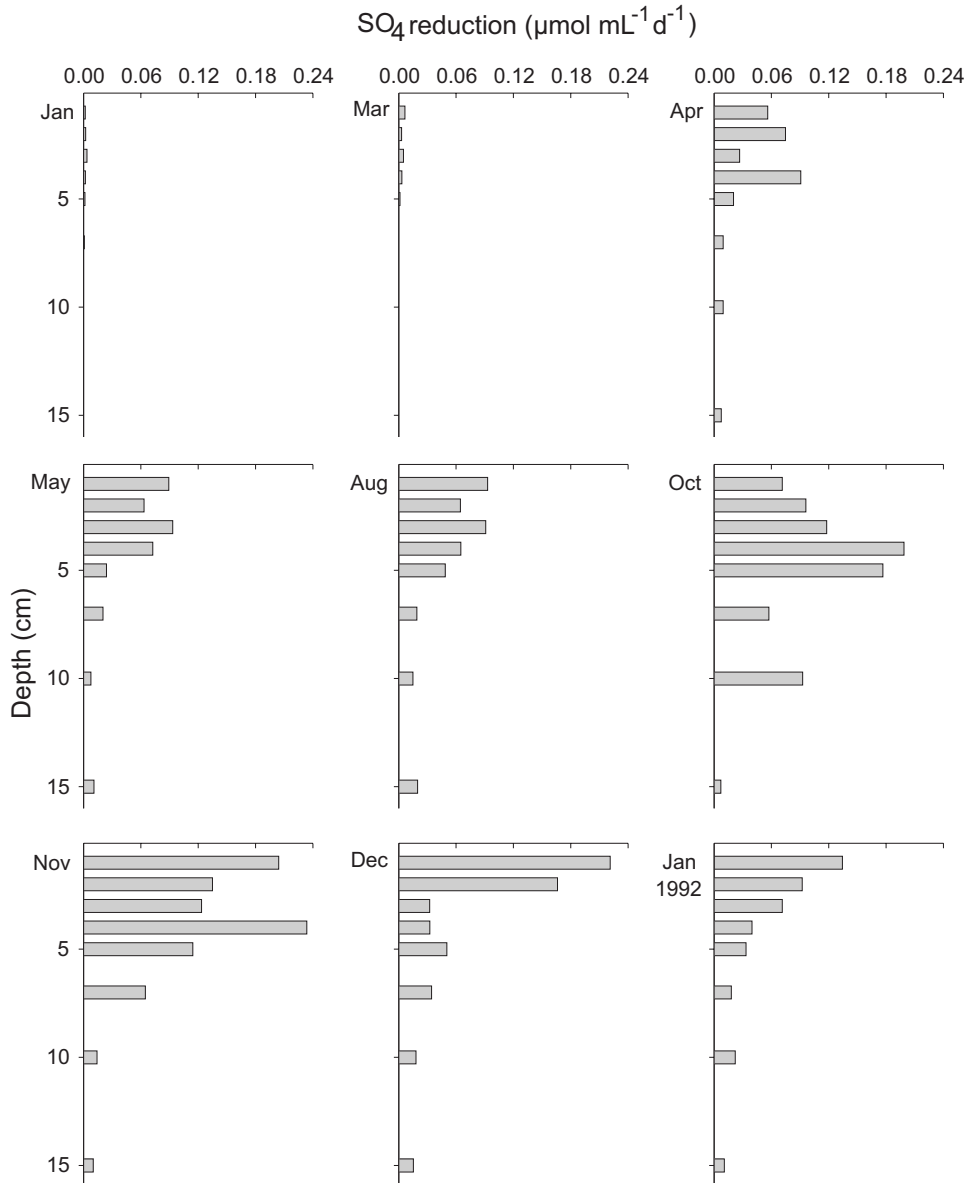 SO4 reduction (µmol mL-1 d-1)
0.00 0.06 0.12 0.18 0.24
0.00 0.06 0.12 0.18 0.24
0.00 0.06 0.12 0.18 0.24
Jan
Mar
Apr
5
10
15
May
Aug
Oct
5
10
15
Depth (cm)
Nov
Dec
Jan
1992
5
10
15